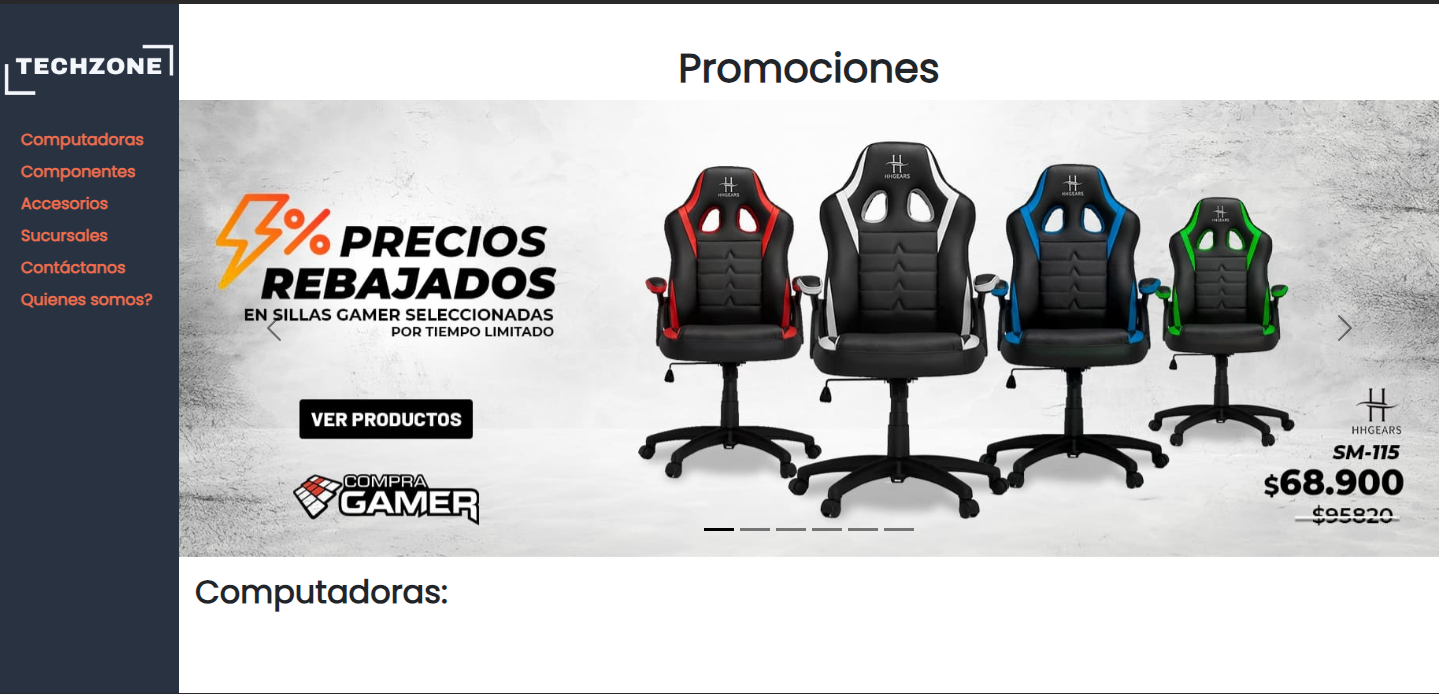 TECHZONE
Computadoras
Componentes
Accesorios
Sucursales
Contáctanos
Quienes somos?
Promociones
% PRECIOS
REBAJADOS
EN SILLAS GAMER SELECCIONADAS
POR TIEMPO LIMITADO
VER PRODUCTOS
COMPRA
GAMER
HHGEARS
HHGEARS
HHGEARS
HHGEARS
HHGEARS
SM-115
$68.900
$95820
Computadoras: